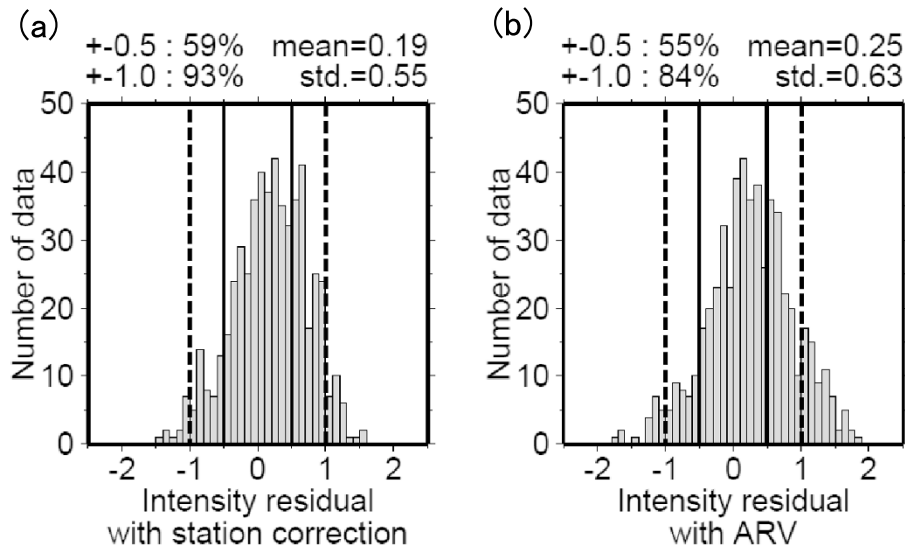 (a)
+-0.5 : 59% mean=0.19
+-1.0 : 93% std.=0.55
50
40
30
20
10
0
Number of data
-2 -1 0 1 2
Intensity residual
with station correction
(b)
+-0.5 : 55% mean=0.25
+-1.0 : 84% std.=0.63
50
40
30
20
10
0
Number of data
-2 -1 0 1 2
Intensity residual
with ARV